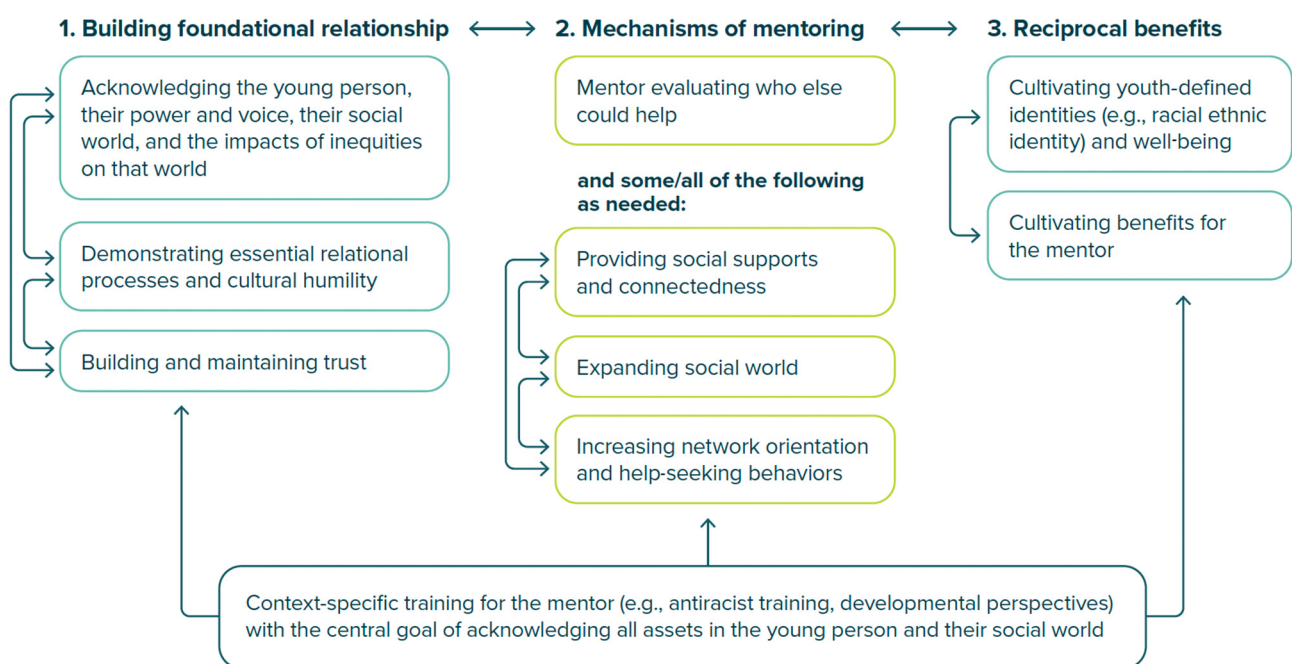 1. Building foundational relationship
Acknowledging the young person,
their power and voice, their social
world, and the impacts of inequities
on that world
Demonstrating essential relational
processes and cultural humility
Building and maintaining trust
2. Mechanisms of mentoring
Mentor evaluating who else
could help
and some/all of the following
as needed:
Providing social supports
and connectedness
Expanding social world
Increasing network orientation
and help-seeking behaviors
3. Reciprocal benefits
Cultivating youth-defined
identities (e.g., racial ethnic
identity) and well-being
Cultivating benefits for
the mentor
Context-specific training for the mentor (e.g., antiracist training, developmental perspectives)
with the central goal of acknowledging all assets in the young person and their social world